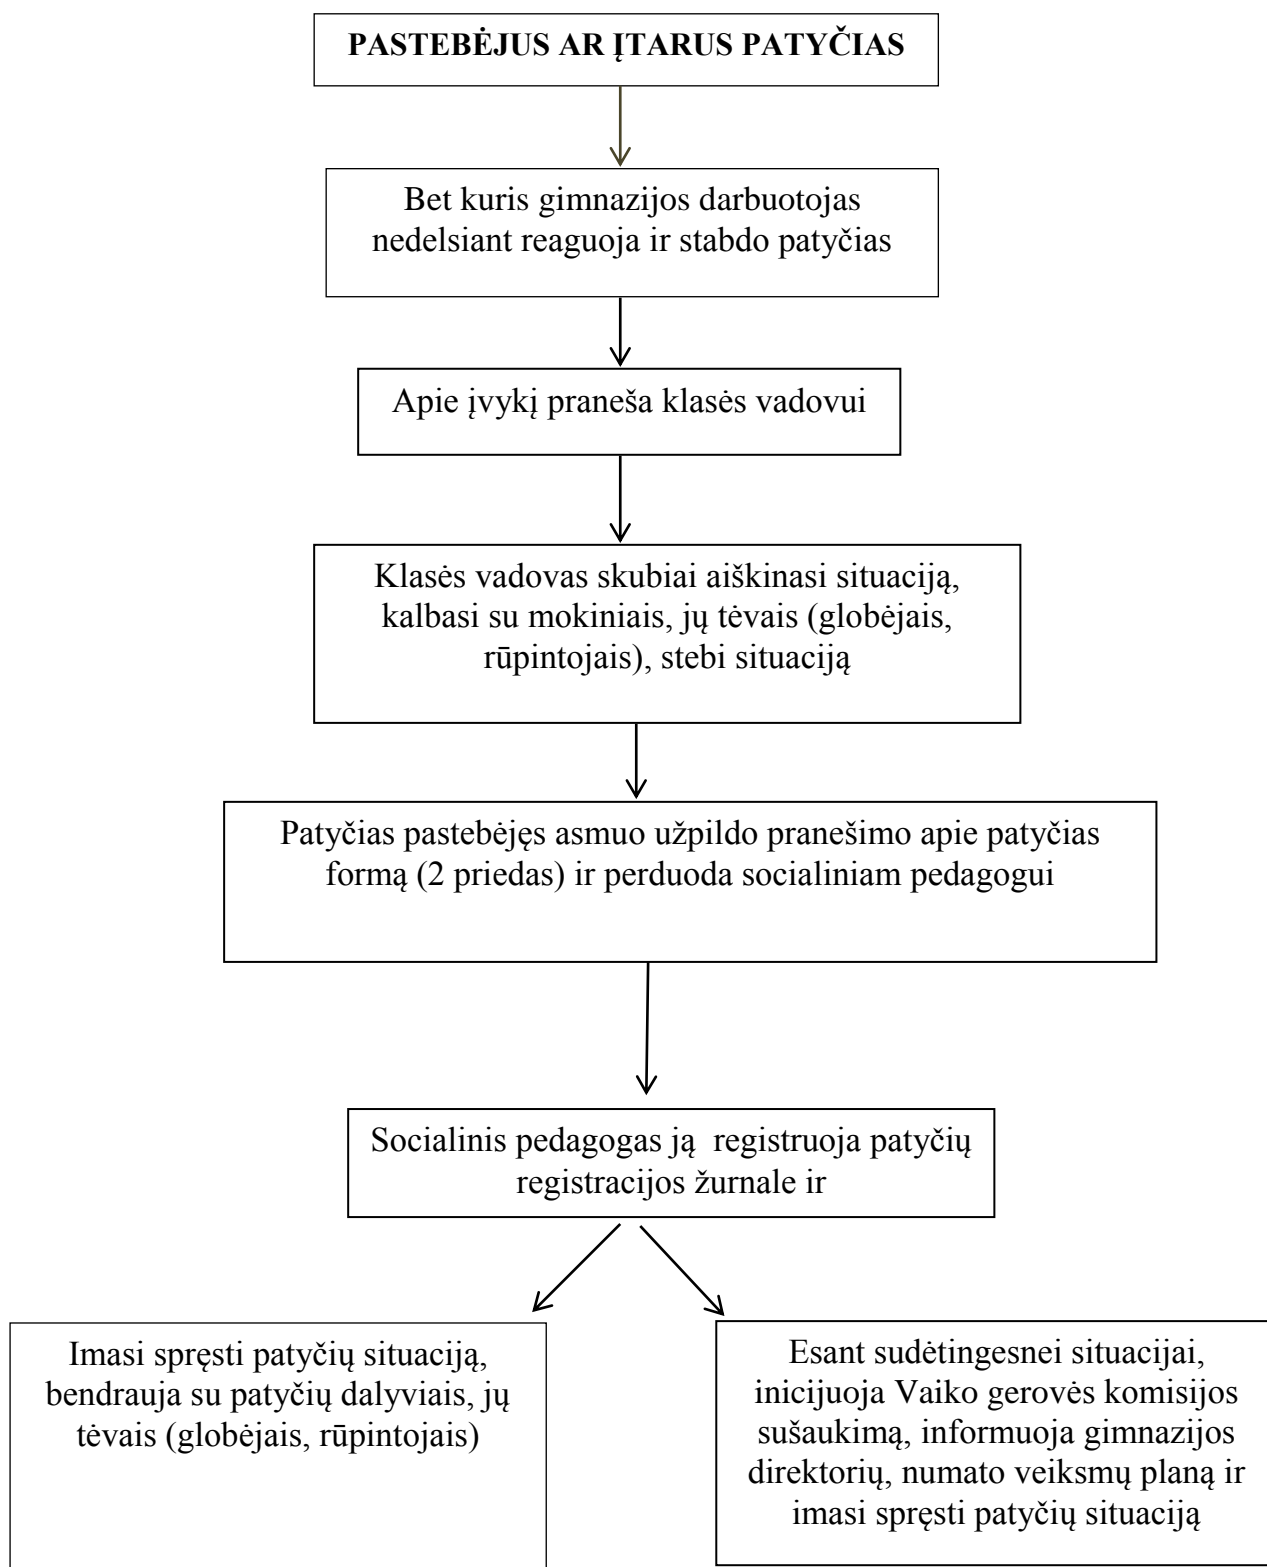 PASTEBĖJUS AR ĮTARUS PATYČIAS
Bet kuris gimnazijos darbuotojas
nedelsiant reaguoja ir stabdo patyčias
Apie įvykį praneša klasės vadovui
Klasės vadovas skubiai aiškinasi situaciją,
kalbasi su mokiniais, jų tėvais (globėjais,
rūpintojais), stebi situaciją
Patyčias pastebėjęs asmuo užpildo pranešimo apie patyčias
formą (2 priedas) ir perduoda socialiniam pedagogui
Socialinis pedagogas ją  registruoja patyčių
registracijos žurnale ir
Imasi spręsti patyčių situaciją,
bendrauja su patyčių dalyviais, jų
tėvais (globėjais, rūpintojais)
Esant sudėtingesnei situacijai,
inicijuoja Vaiko gerovės komisijos
sušaukimą, informuoja gimnazijos
direktorių, numato veiksmų planą ir
imasi spręsti patyčių situaciją